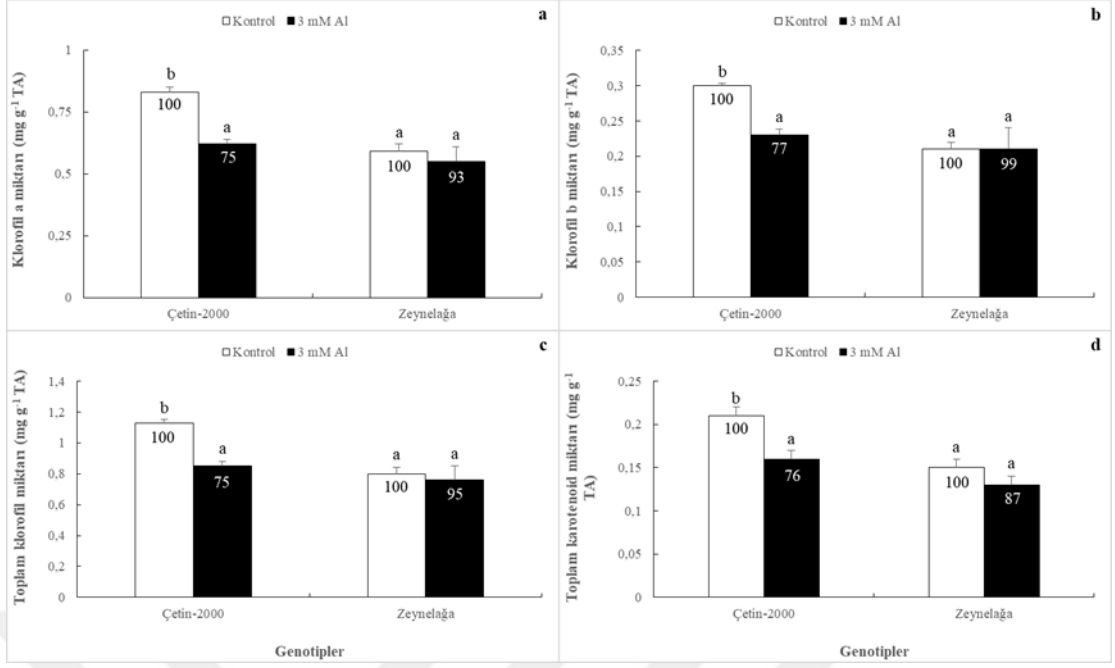 Kontrol 3 mM Al
a
Klorofil a miktarı (mg g⁻¹ TA)
1
0,75
0,5
0,25
0
b
100
a
75
a
100
a
93
Çetin-2000
Zeynelağa
Kontrol 3 mM Al
b
Klorofil b miktarı (mg g⁻¹ TA)
0,35
0,3
0,25
0,2
0,15
0,1
0,05
0
b
100
a
77
a
100
a
99
Çetin-2000
Zeynelağa
Kontrol 3 mM Al
c
Toplam klorofil miktarı (mg g⁻¹ TA)
1,4
1,2
1
0,8
0,6
0,4
0,2
0
b
100
a
75
a
100
a
95
Çetin-2000
Zeynelağa
Genotipler
Kontrol 3 mM Al
d
Toplam karotenoid miktarı (mg g⁻¹
TA)
0,25
0,2
0,15
0,1
0,05
0
b
100
a
76
a
100
a
87
Çetin-2000
Zeynelağa
Genotipler